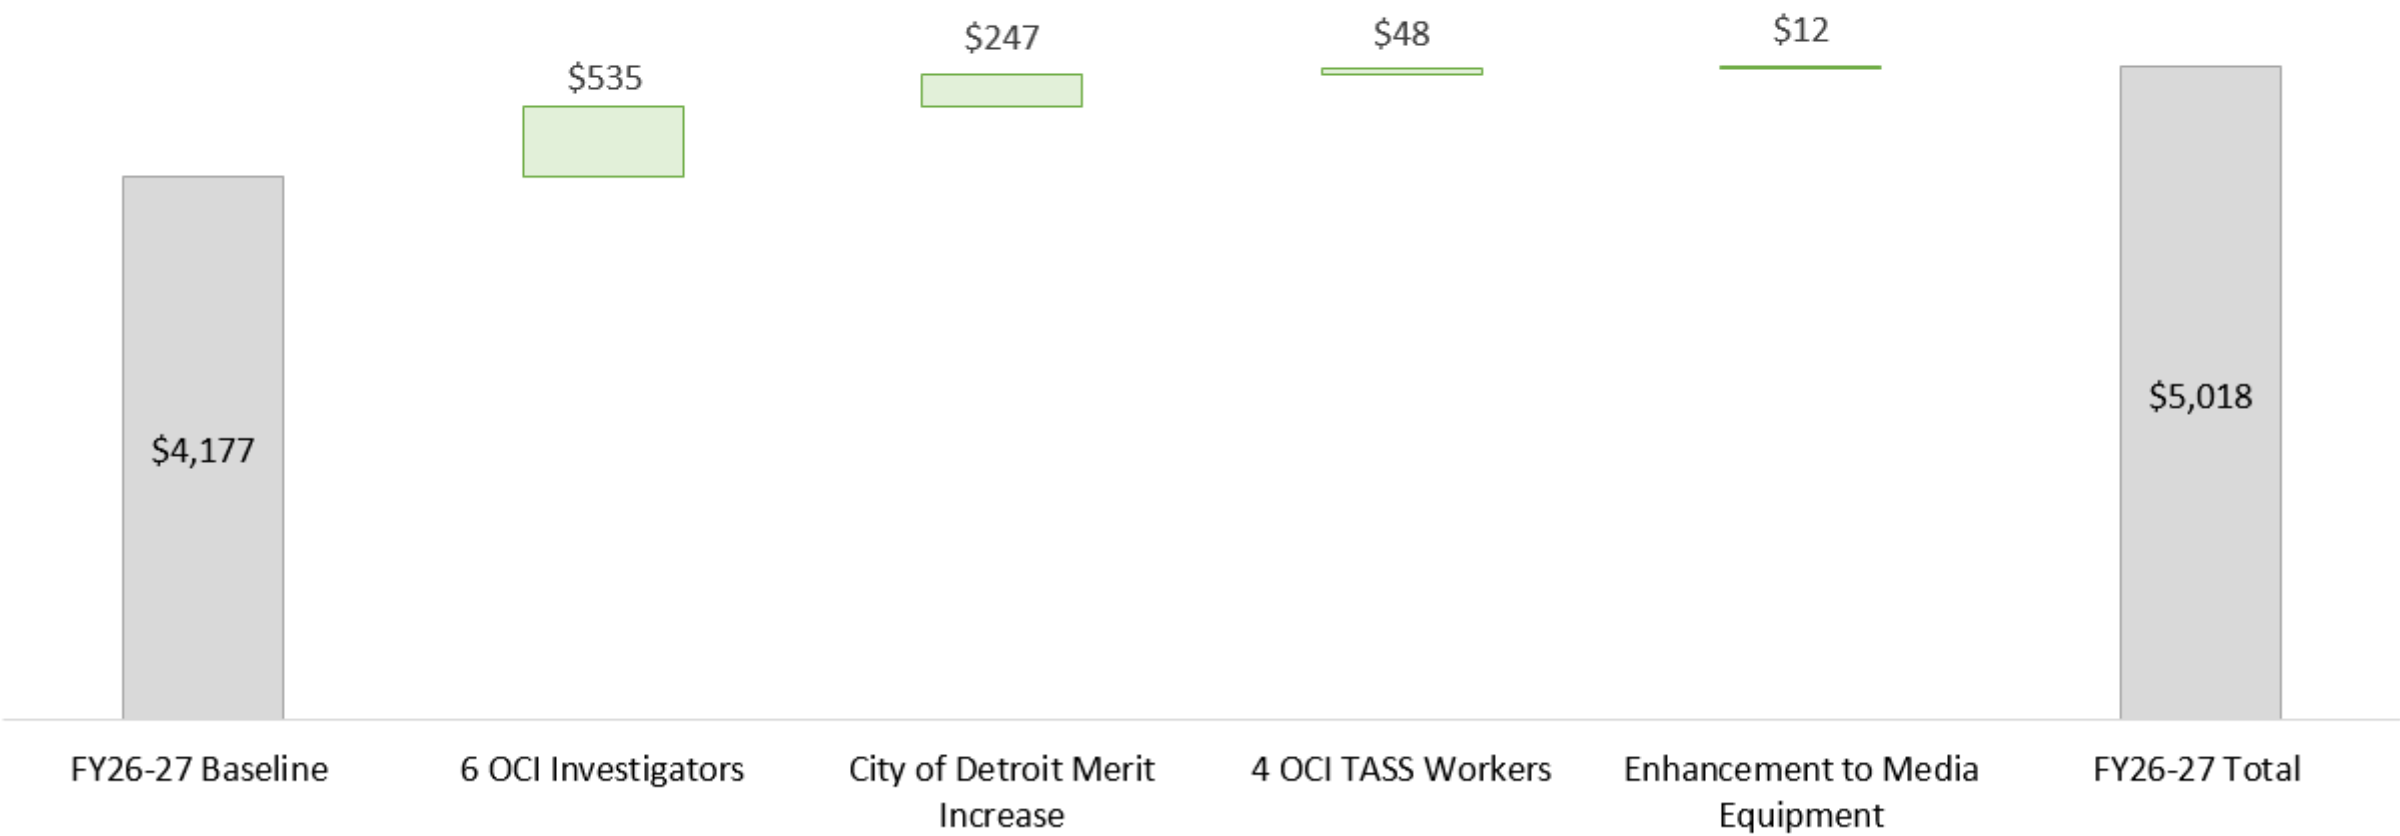 $535
$247
$48
$12
$4,177
$5,018
FY26-27 Baseline
6 OCI Investigators
City of Detroit Merit
Increase
4 OCI TASS Workers
Enhancement to Media
Equipment
FY26-27 Total